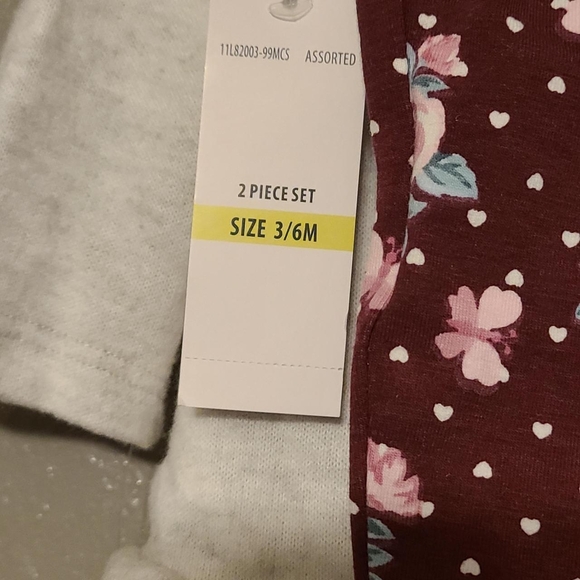 11L82003-99MCS ASSORTED
2 PIECE SET
SIZE 3/6M